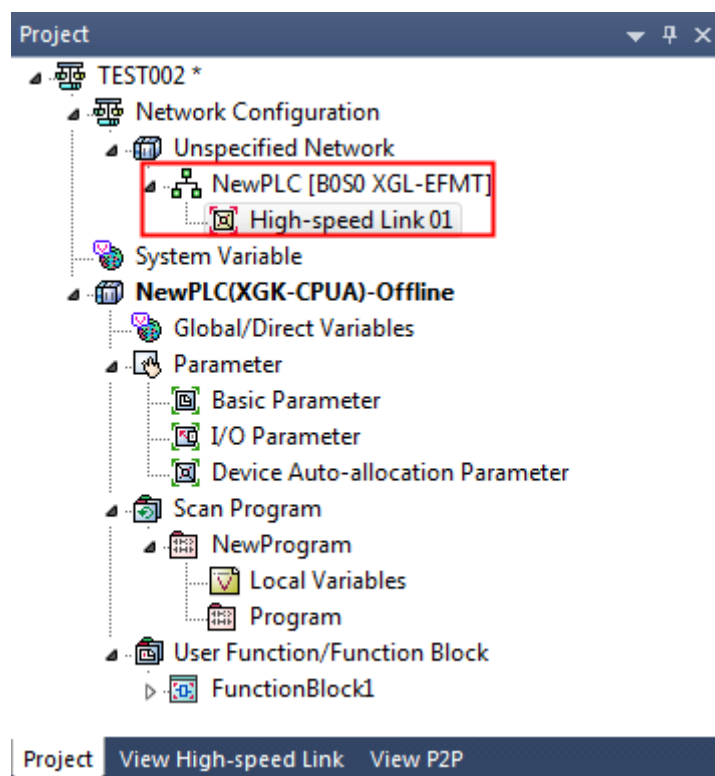 Project
TEST002 *
Network Configuration
Unspecified Network
NewPLC [B0S0 XGL-EFMT]
High-speed Link 01
System Variable
NewPLC(XGK-CPUA)-Offline
Global/Direct Variables
Parameter
Basic Parameter
I/O Parameter
Device Auto-allocation Parameter
Scan Program
NewProgram
Local Variables
Program
User Function/Function Block
FunctionBlock1
Project View High-speed Link View P2P